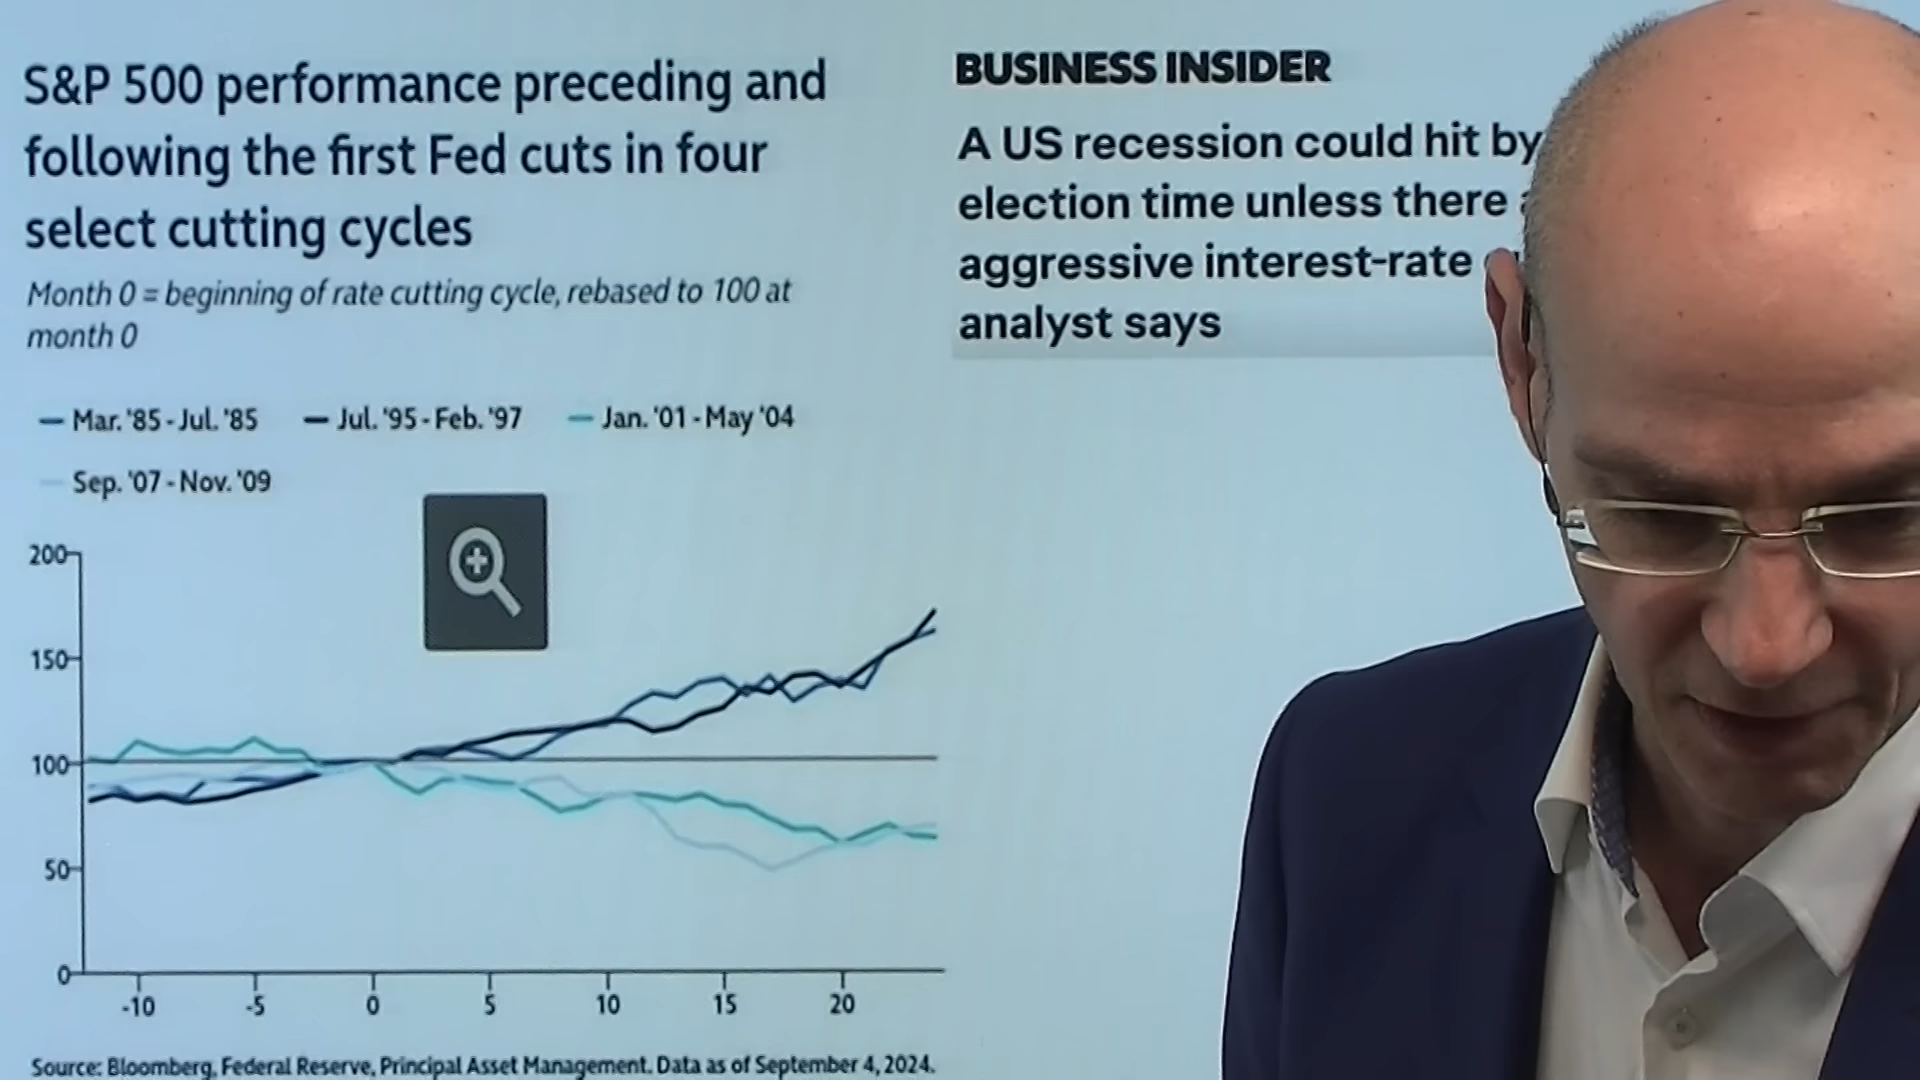 S&P 500 performance preceding and
following the first Fed cuts in four
select cutting cycles
Month 0 = beginning of rate cutting cycle, rebased to 100 at
month 0
Mar. '85 - Jul. '85
Jul. '95 - Feb. '97
Jan. '01 - May '04
Sep. '07 - Nov. '09
200
150
100
50
0
-10
-5
0
5
10
15
20
Source: Bloomberg, Federal Reserve, Principal Asset Management. Data as of September 4, 2024.
BUSINESS INSIDER
A US recession could hit by
election time unless there
aggressive interest-rate
analyst says